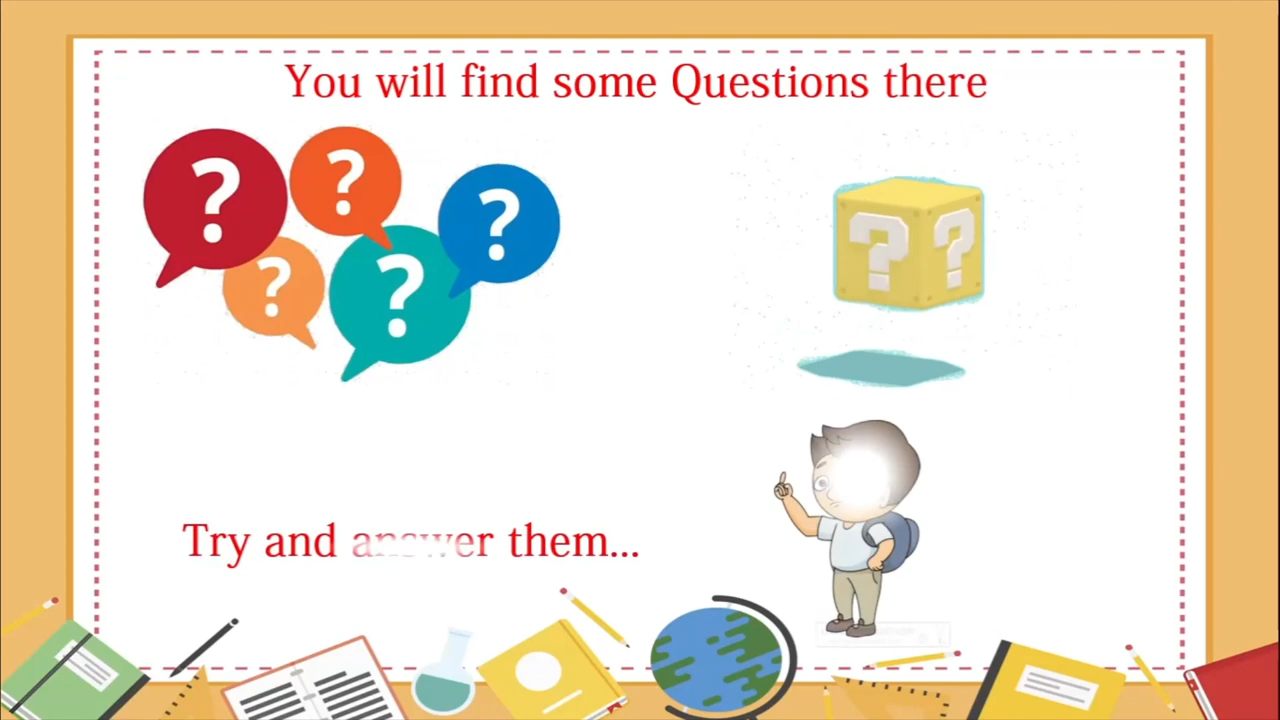 You will find some Questions there
? ? ? ? ?
? ?
Try and answer them...